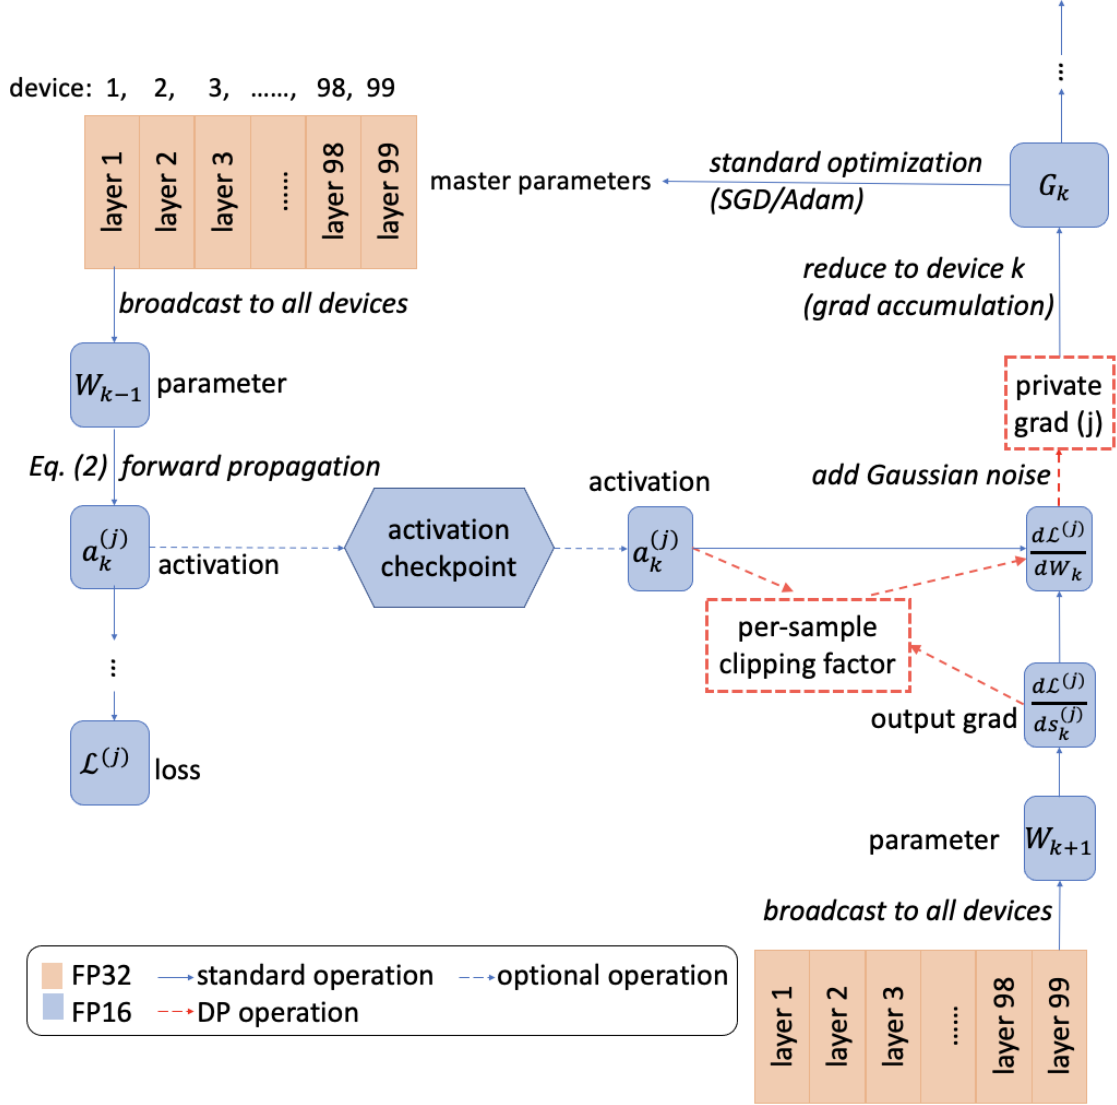 device: 1, 2, 3, ......, 98, 99
layer 1
layer 2
layer 3
......
layer 98
layer 99
master parameters
standard optimization
(SGD/Adam)
...
G_k
broadcast to all devices
reduce to device k
(grad accumulation)
W_{k−1} parameter
private
grad (j)
Eq. (2) forward propagation
add Gaussian noise
a_k^{(j)}
activation
activation
checkpoint
activation
a_k^{(j)}
dℒ^{(j)}
dW_k
per-sample
clipping factor
...
output grad
dℒ^{(j)}
ds_k^{(j)}
ℒ^{(j)} loss
parameter W_{k+1}
broadcast to all devices
FP32 standard operation optional operation
FP16 DP operation
layer 1
layer 2
layer 3
......
layer 98
layer 99